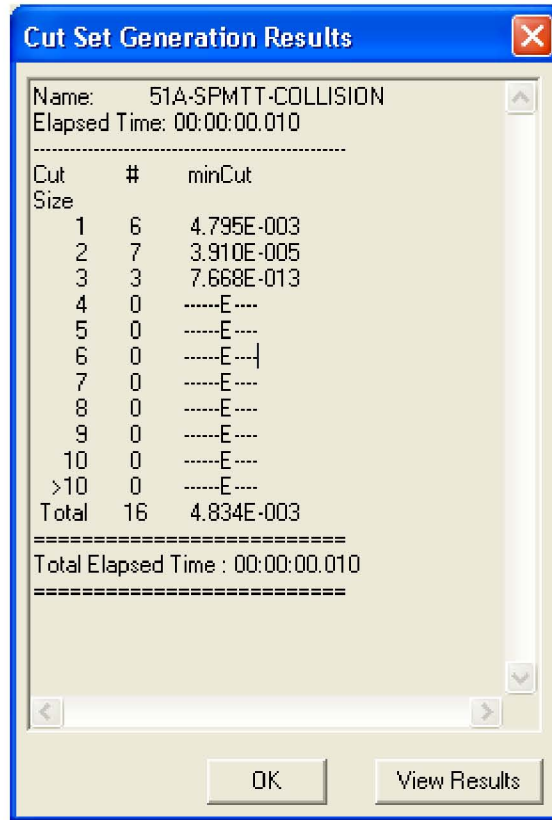 Cut Set Generation Results
Name: 51A-SPMTT-COLLISION
Elapsed Time: 00:00:00.010
----------------------------------------------------
Cut # minCut
Size
1 6 4.795E-003
2 7 3.910E-005
3 3 7.668E-013
4 0 ------E----
5 0 ------E----
6 0 ------E----
7 0 ------E----
8 0 ------E----
9 0 ------E----
10 0 ------E----
>10 0 ------E----
Total 16 4.834E-003
==========================
Total Elapsed Time : 00:00:00.010
==========================
OK View Results